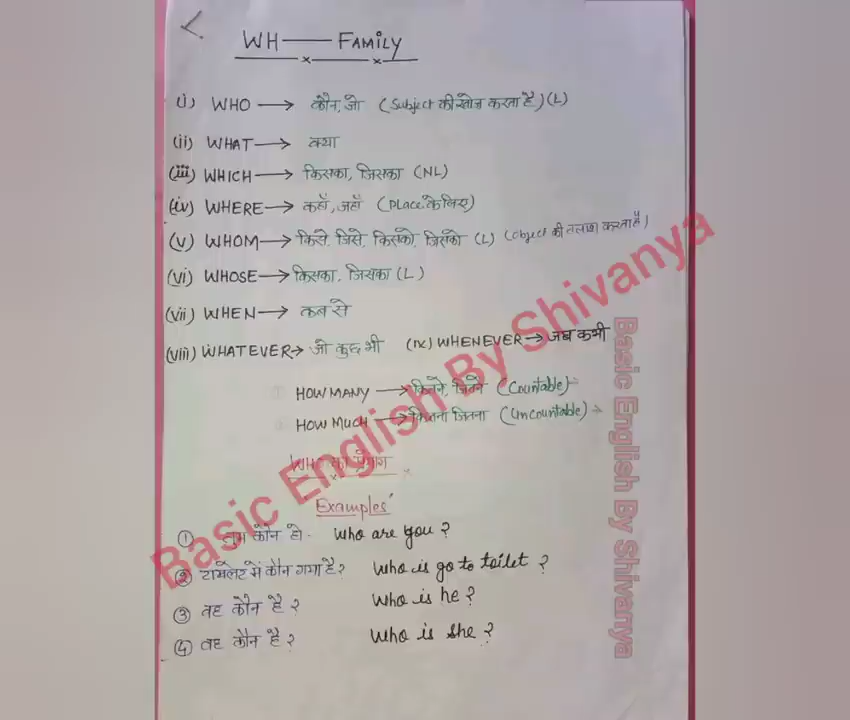 WH — FAMILY
(i) WHO → कौन, जो (Subject की खोज करता है) (L)
(ii) WHAT → क्या
(iii) WHICH → किसका, जिसका (NL)
(iv) WHERE → कहाँ, जहाँ (Place के लिए)
(v) WHOM → किसे, जिसे, किसको, जिसको (L) (Object की तलाश करता है)
(vi) WHOSE → किसका, जिसका (L)
(vii) WHEN → कब से
(viii) WHATEVER → जो कुछ भी (ix) WHENEVER → जब कभी
HOW MANY → कितने, जितने (Countable)
HOW MUCH → कितना जितना (Uncountable)
WH का प्रयोग
Examples
① तुम कौन हो. Who are you?
② टायलेट में कौन गया है? Who is go to toilet?
③ वह कौन है? Who is he?
④ वह कौन है? Who is she?
Basic English By Shivanya
Basic English By Shivanya